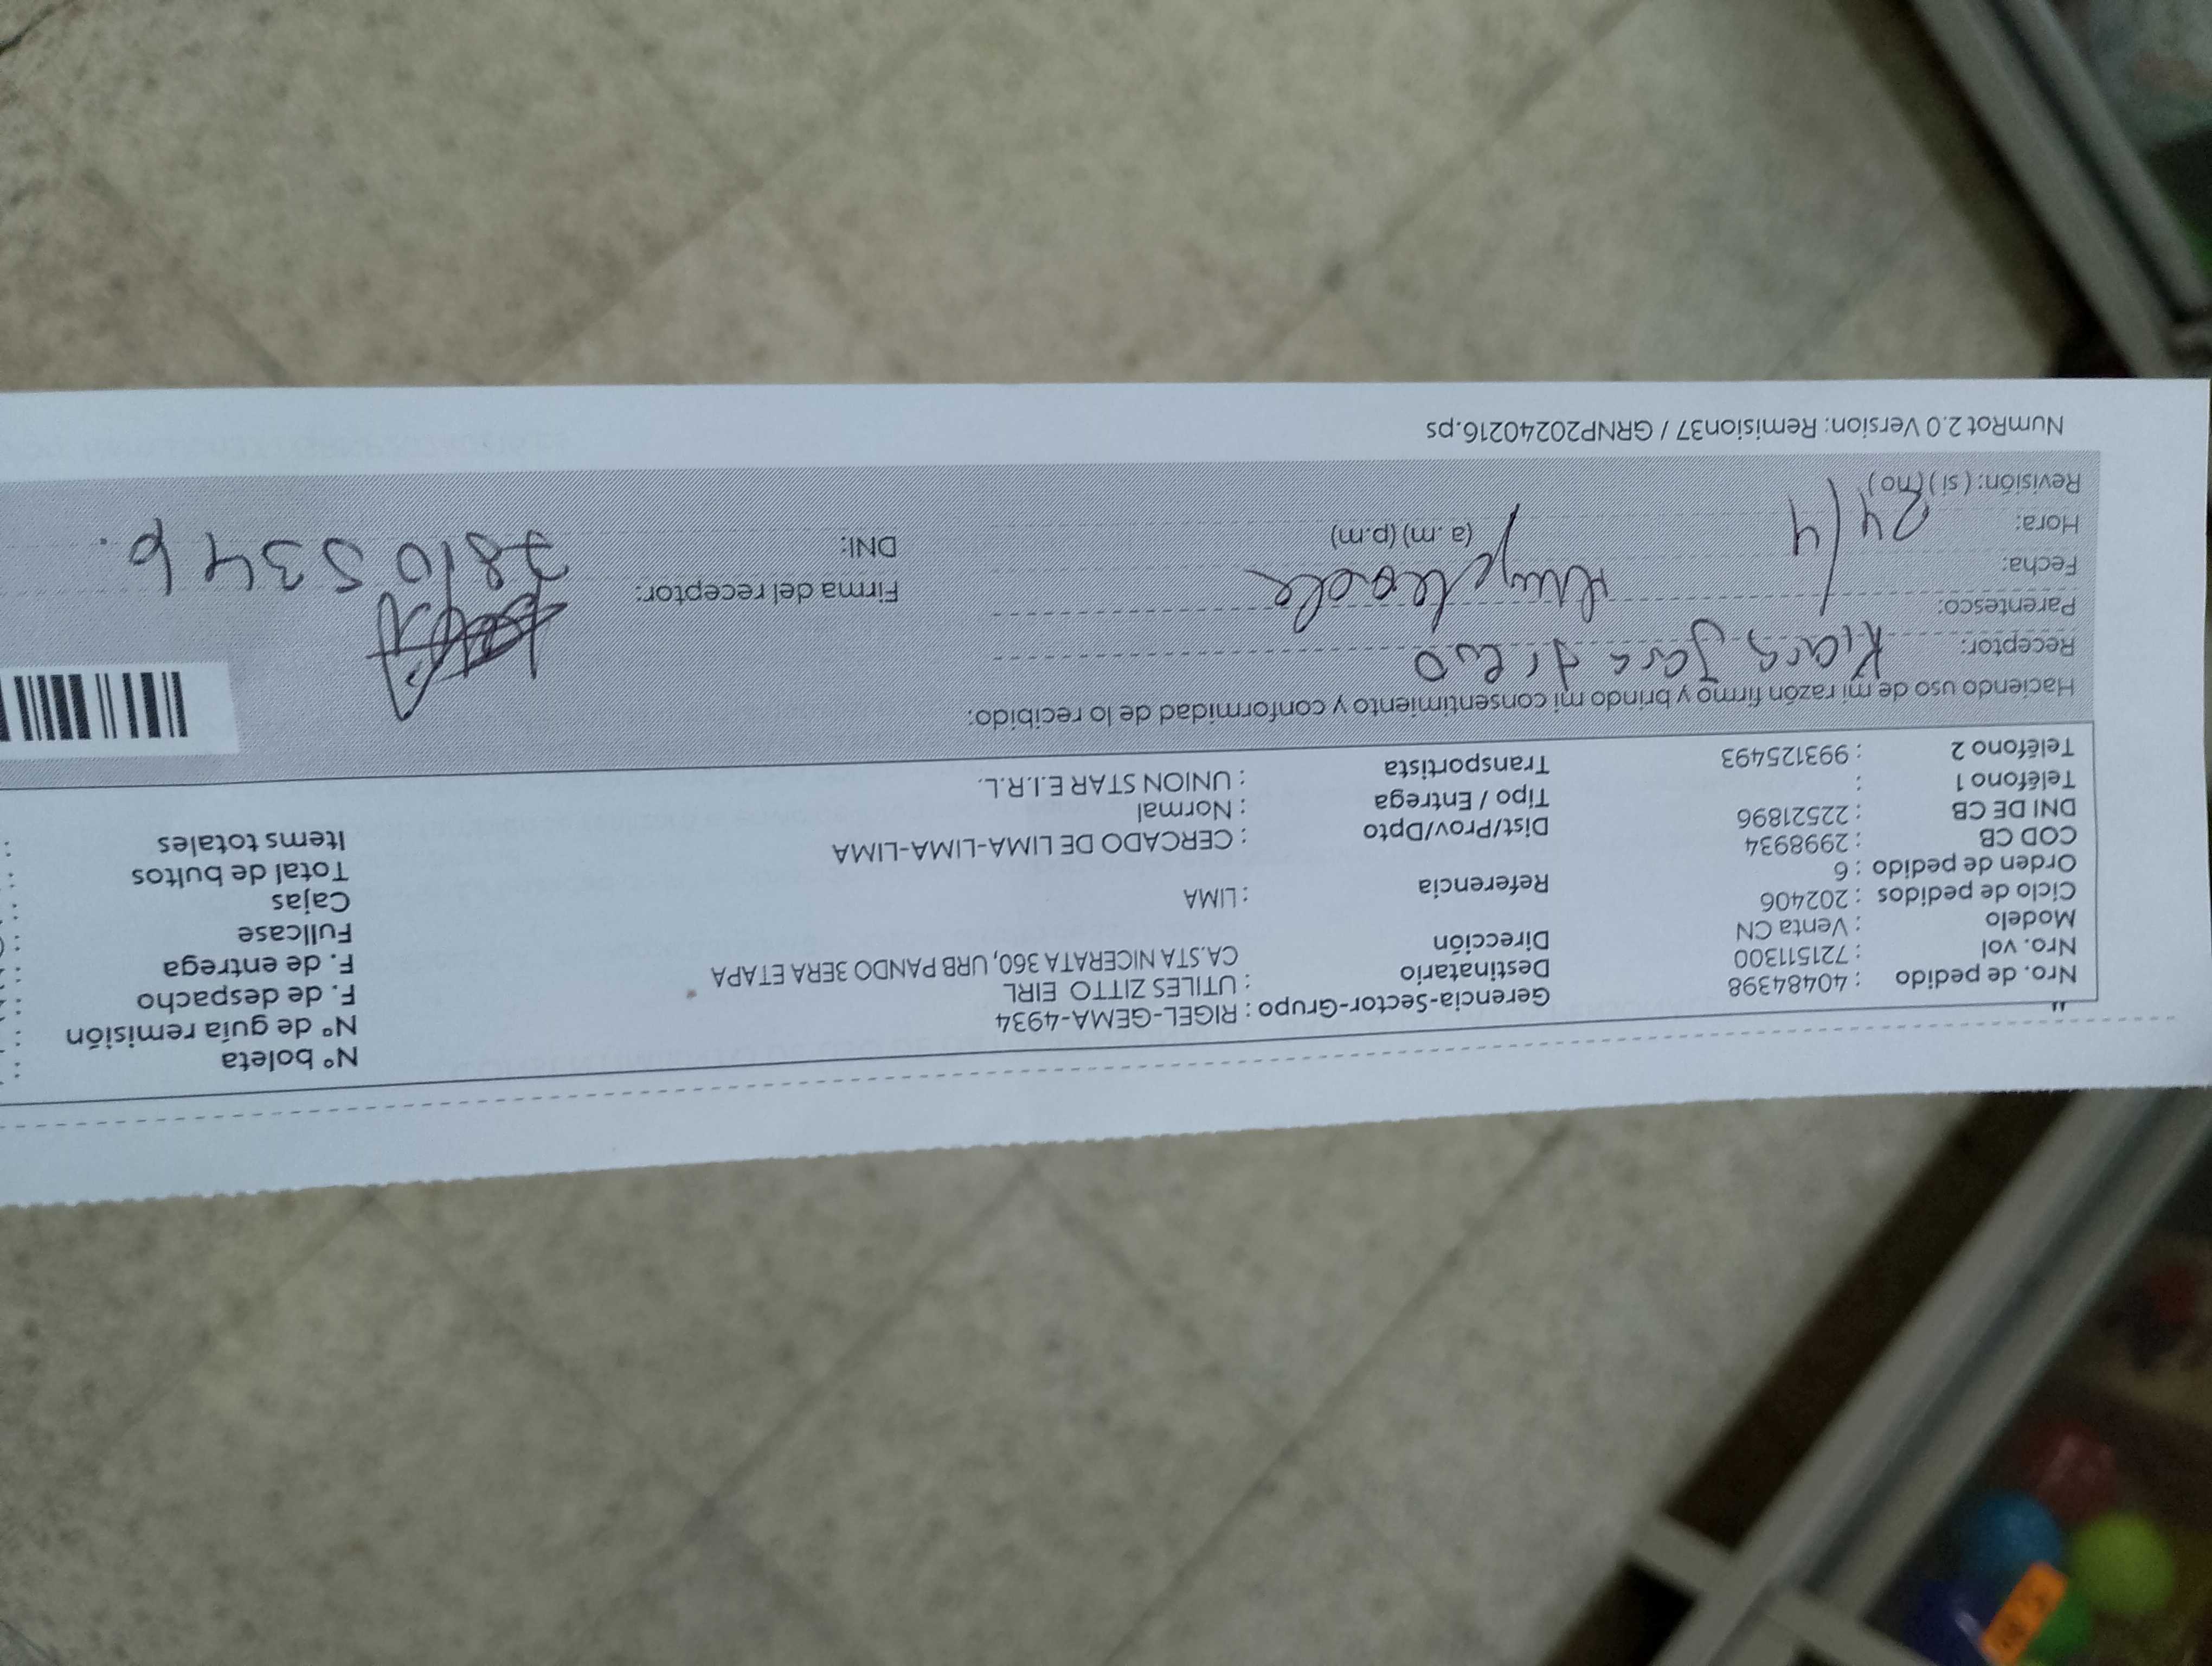 Nro. de pedido : 40484398 Gerencia-Sector-Grupo : RIGEL-GEMA-4934 Nº boleta :
Nro. vol : 721511300 Destinatario : UTILES ZITTO EIRL Nº de guía remisión :
Modelo : Venta CN Dirección CA.STA NICERATA 360, URB PANDO 3ERA ETAPA F. de despacho :
Ciclo de pedidos : 202406 F. de entrega :
Orden de pedido : 6 Referencia : LIMA Fullcase :
COD CB : 2998934 Cajas :
DNI DE CB : 22521896 Dist/Prov/Dpto : CERCADO DE LIMA-LIMA-LIMA Total de bultos :
Teléfono 1 : Tipo / Entrega : Normal Items totales :
Teléfono 2 : 993125493 Transportista : UNION STAR E.I.R.L.
Haciendo uso de mi razón firmo y brindo mi consentimiento y conformidad de lo recibido:
Receptor: Kiara Jara
Parentesco:
Fecha: Firma del receptor:
Hora: 24/4 (a.m) (p.m) DNI: 78105346.
Revisión: (si) (no)
NumRot 2.0 Version: Remision37 / GRNP20240216.ps